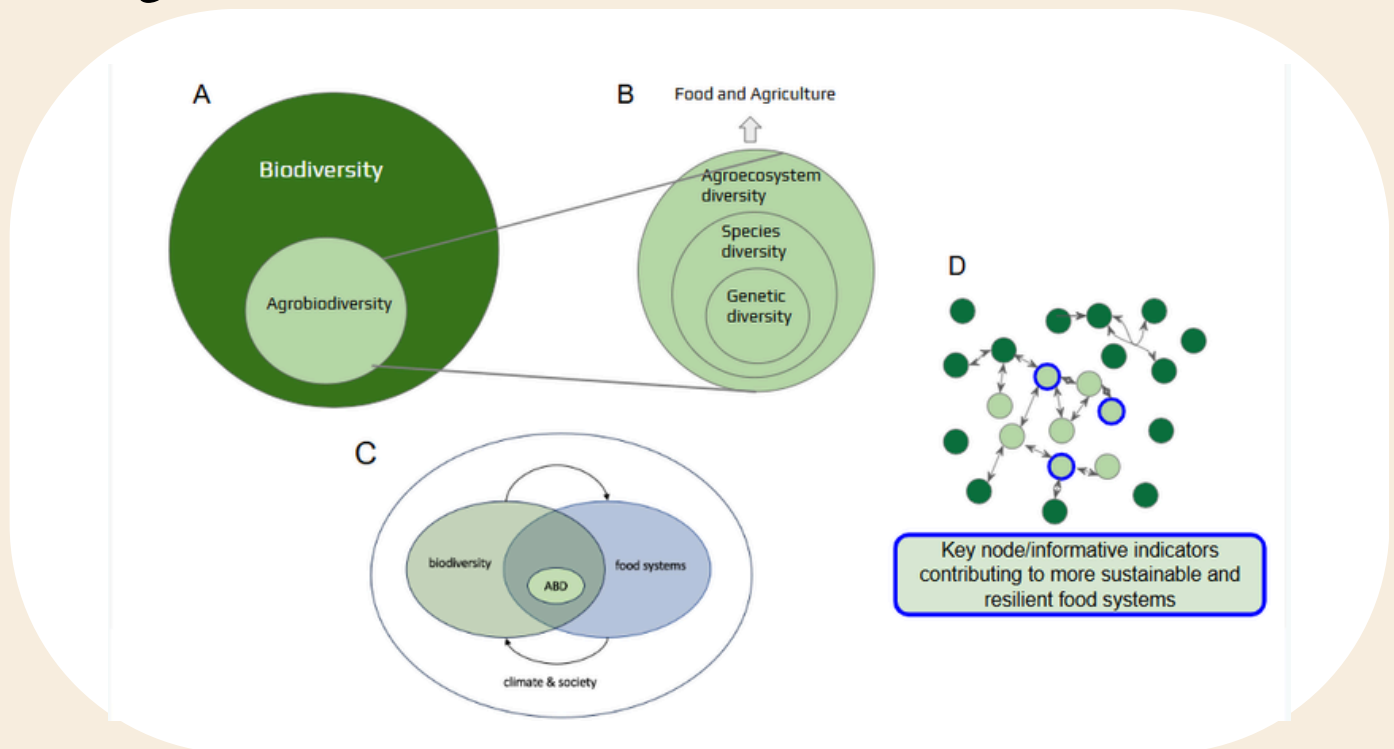 A
Biodiversity
Agrobiodiversity
B
Food and Agriculture
Agroecosystem
diversity
Species
diversity
Genetic
diversity
C
biodiversity
food systems
ABD
climate & society
D
Key node/informative indicators
contributing to more sustainable and
resilient food systems